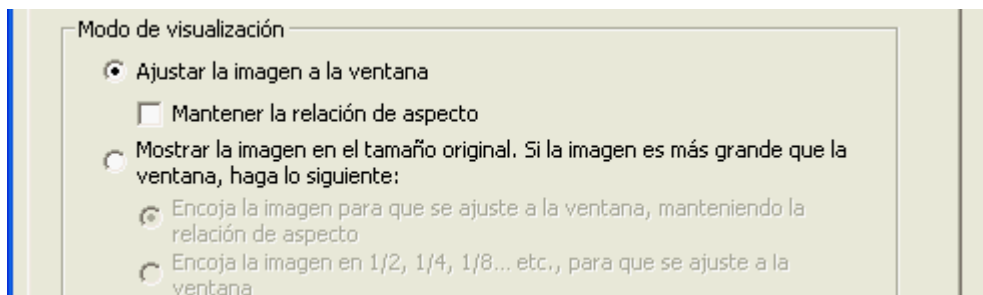 Modo de visualización
Ajustar la imagen a la ventana
Mantener la relación de aspecto
Mostrar la imagen en el tamaño original. Si la imagen es más grande que la
ventana, haga lo siguiente:
Encoja la imagen para que se ajuste a la ventana, manteniendo la
relación de aspecto
Encoja la imagen en 1/2, 1/4, 1/8... etc., para que se ajuste a la
ventana